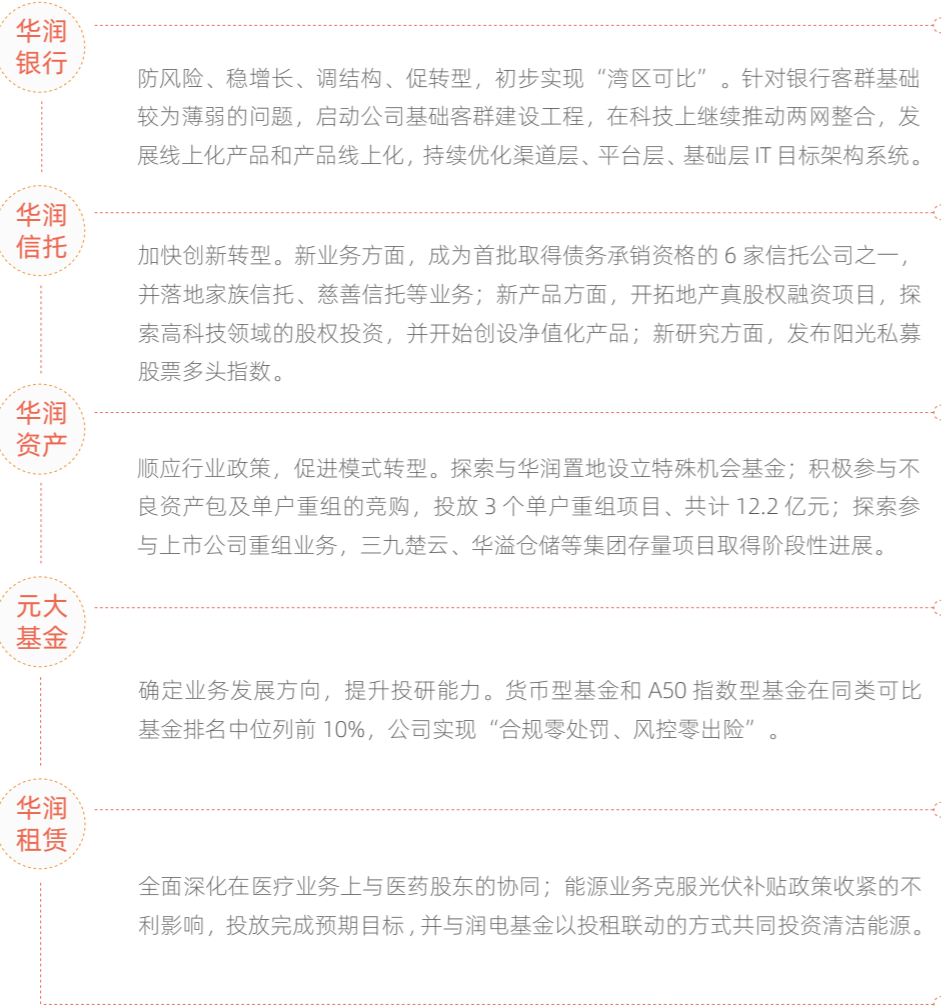 华润
银行
防风险、稳增长、调结构、促转型，初步实现“湾区可比”。针对银行客群基础
较为薄弱的问题，启动公司基础客群建设工程，在科技上继续推动两网整合，发
展线上化产品和产品线上化，持续优化渠道层、平台层、基础层 IT 目标架构系统。
华润
信托
加快创新转型。新业务方面，成为首批取得债务承销资格的 6 家信托公司之一，
并落地家族信托、慈善信托等业务；新产品方面，开拓地产真股权融资项目，探
索高科技领域的股权投资，并开始创设净值化产品；新研究方面，发布阳光私募
股票多头指数。
华润
资产
顺应行业政策，促进模式转型。探索与华润置地设立特殊机会基金；积极参与不
良资产包及单户重组的竞购，投放 3 个单户重组项目、共计 12.2 亿元；探索参
与上市公司重组业务，三九楚云、华溢仓储等集团存量项目取得阶段性进展。
元大
基金
确定业务发展方向，提升投研能力。货币型基金和 A50 指数型基金在同类可比
基金排名中位列前 10%，公司实现“合规零处罚、风控零出险”。
华润
租赁
全面深化在医疗业务上与医药股东的协同；能源业务克服光伏补贴政策收紧的不
利影响，投放完成预期目标，并与润电基金以投租联动的方式共同投资清洁能源。